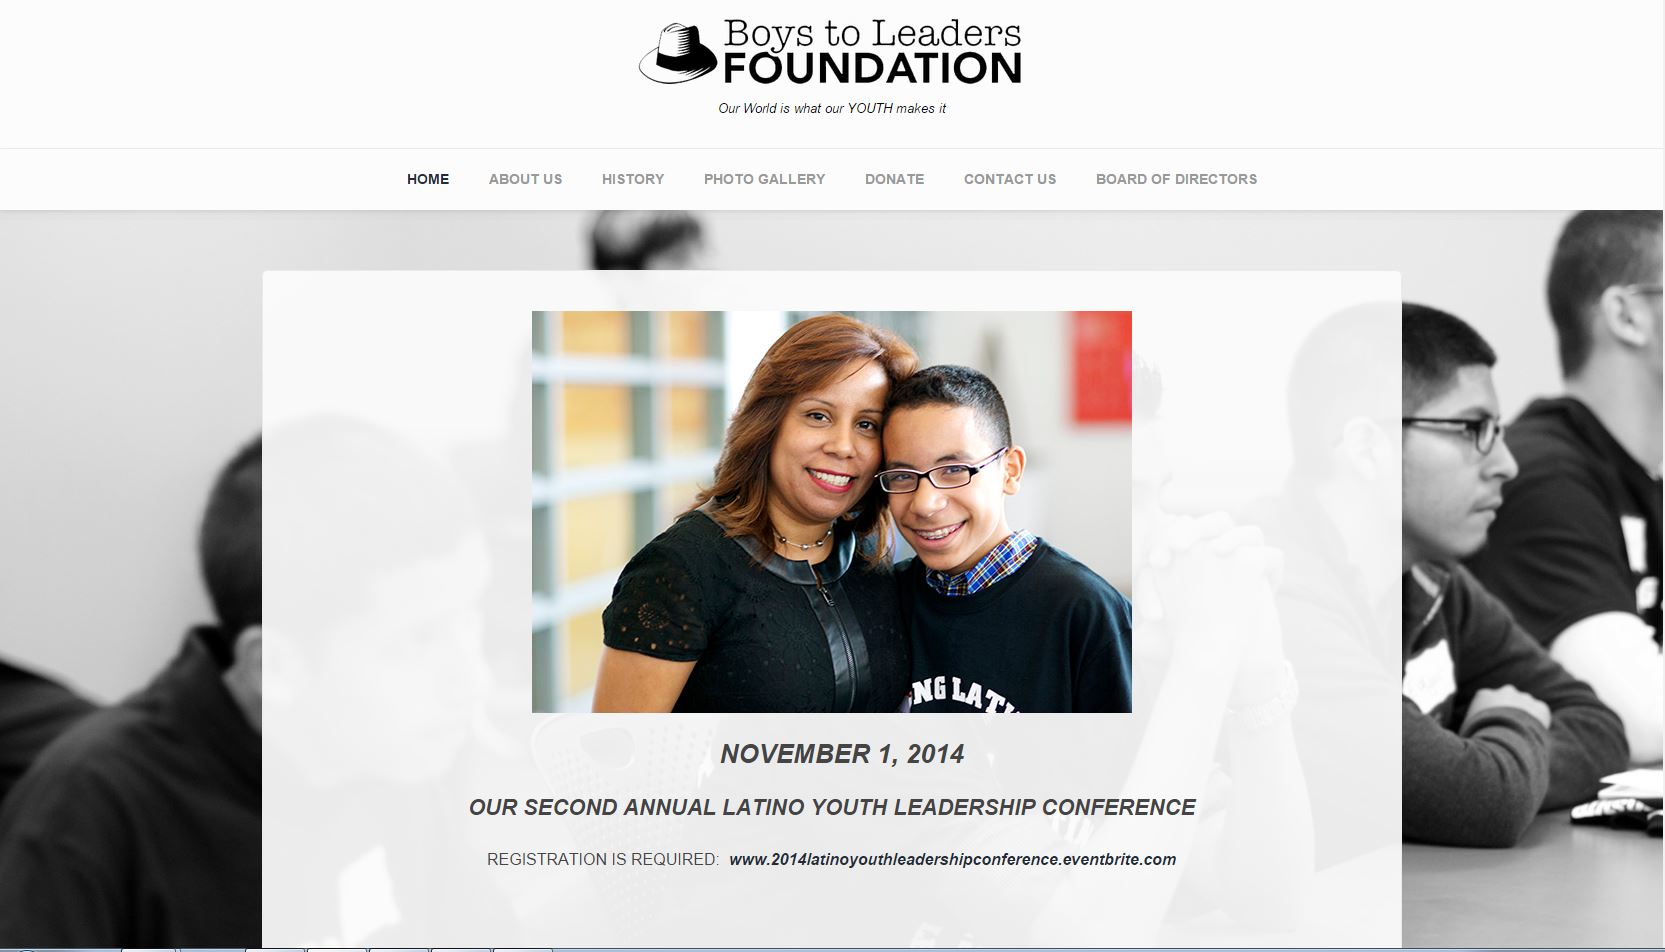 Boys to Leaders
FOUNDATION
Our World is what our YOUTH makes it
HOME ABOUT US HISTORY PHOTO GALLERY DONATE CONTACT US BOARD OF DIRECTORS
NOVEMBER 1, 2014
OUR SECOND ANNUAL LATINO YOUTH LEADERSHIP CONFERENCE
REGISTRATION IS REQUIRED: www.2014latinoyouthleadershipconference.eventbrite.com